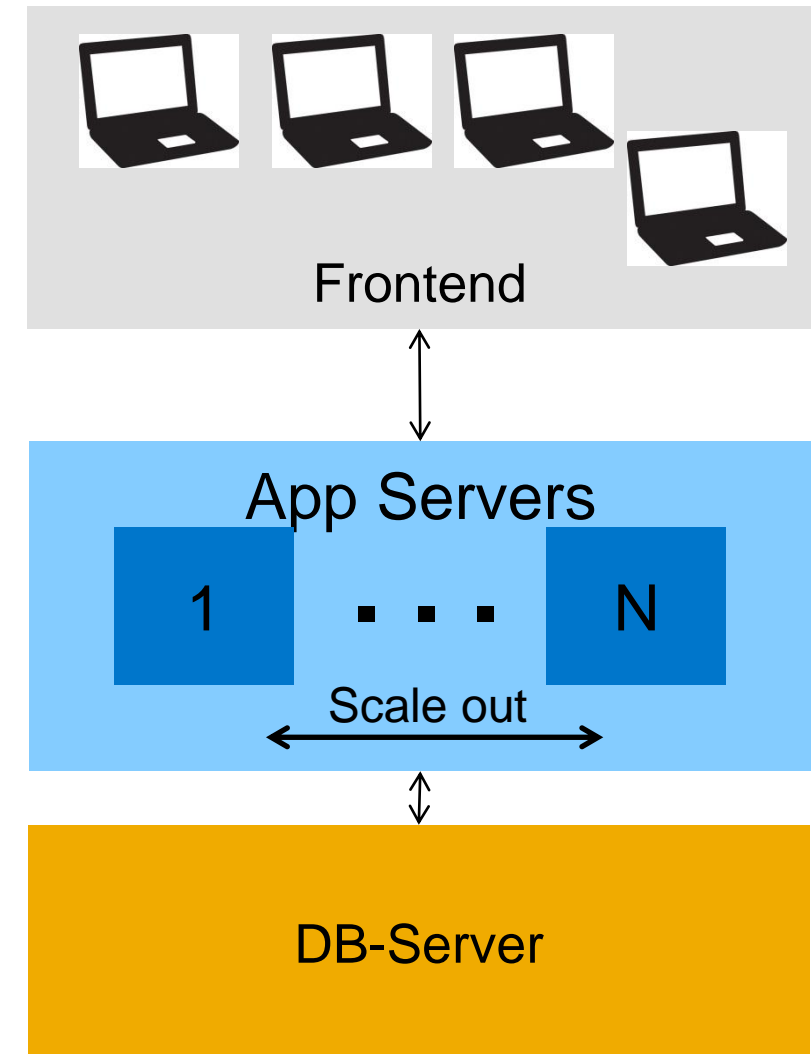 Frontend
App Servers
1 . . . N
Scale out
DB-Server